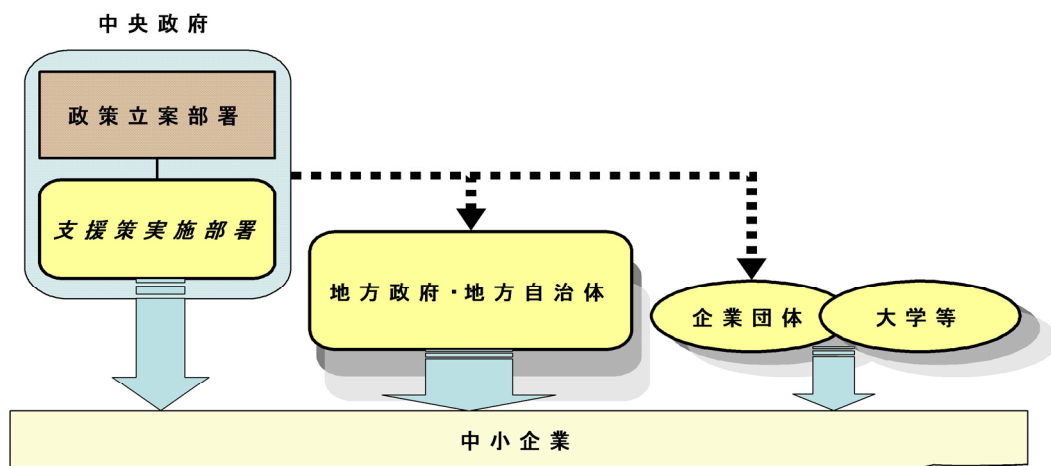 中央政府
政策立案部署
支援策実施部署
地方政府・地方自治体
企業団体
大学等
中小企業